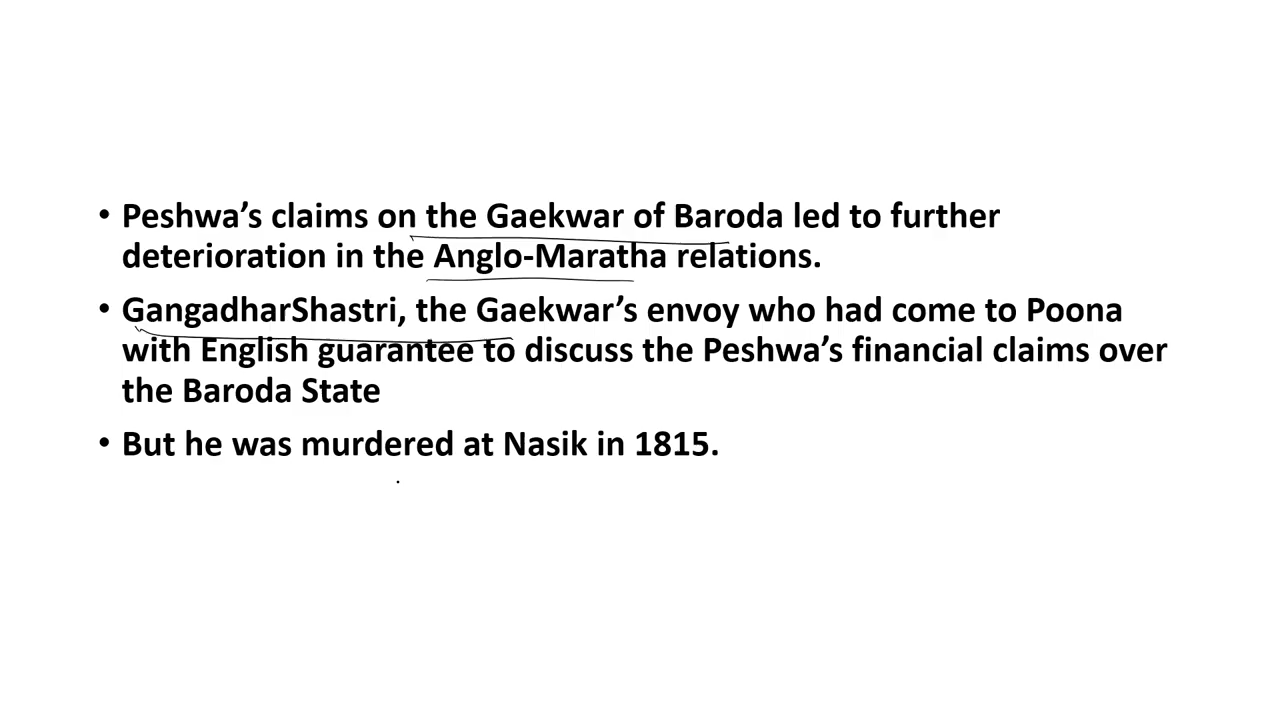 • Peshwa’s claims on the Gaekwar of Baroda led to further
deterioration in the Anglo-Maratha relations.
• GangadharShastri, the Gaekwar’s envoy who had come to Poona
with English guarantee to discuss the Peshwa’s financial claims over
the Baroda State
• But he was murdered at Nasik in 1815.